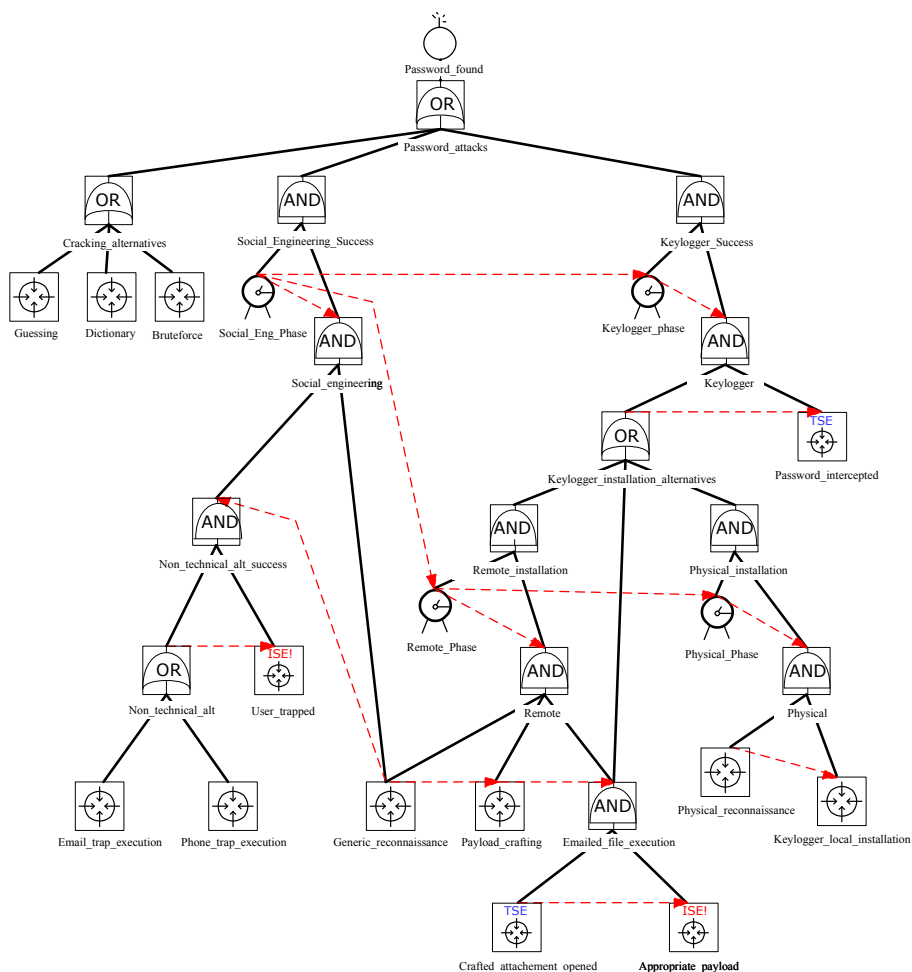 Password_found
OR
Password_attacks
OR
AND
AND
Cracking_alternatives
Social_Engineering_Success
Keylogger_Success
Guessing
Dictionary
Bruteforce
Social_Eng_Phase
Keylogger_phase
AND
AND
Social_engineering
Keylogger
OR
TSE
Password_intercepted
Keylogger_installation_alternatives
AND
AND
AND
Non_technical_alt_success
Remote_installation
Physical_installation
Remote_Phase
Physical_Phase
OR
ISE!
AND
AND
Non_technical_alt
User_trapped
Remote
Physical
AND
Physical_reconnaissance
Email_trap_execution
Phone_trap_execution
Generic_reconnaissance
Payload_crafting
Emailed_file_execution
Keylogger_local_installation
TSE
ISE!
Crafted_attachement_opened
Appropriate_payload